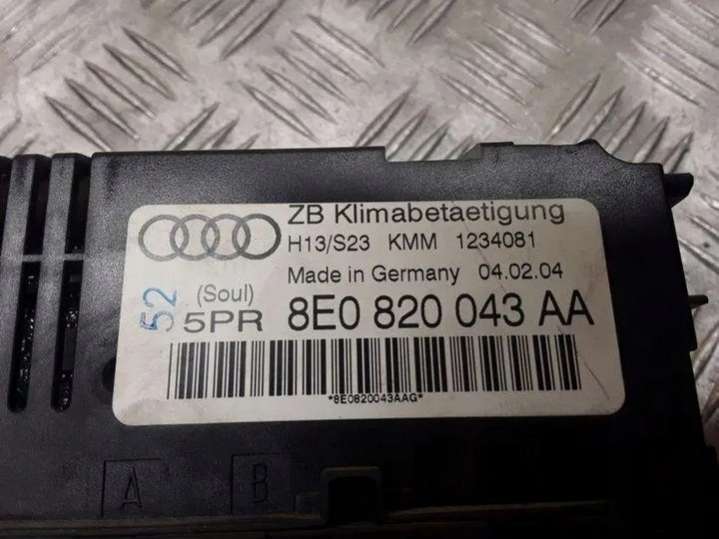 ZB Klimabetaetigung
H13/S23 KMM 1234081
Made in Germany 04.02.04
52
(Soul)
5PR 8E0 820 043 AA
*8E0820043AAG*
A B